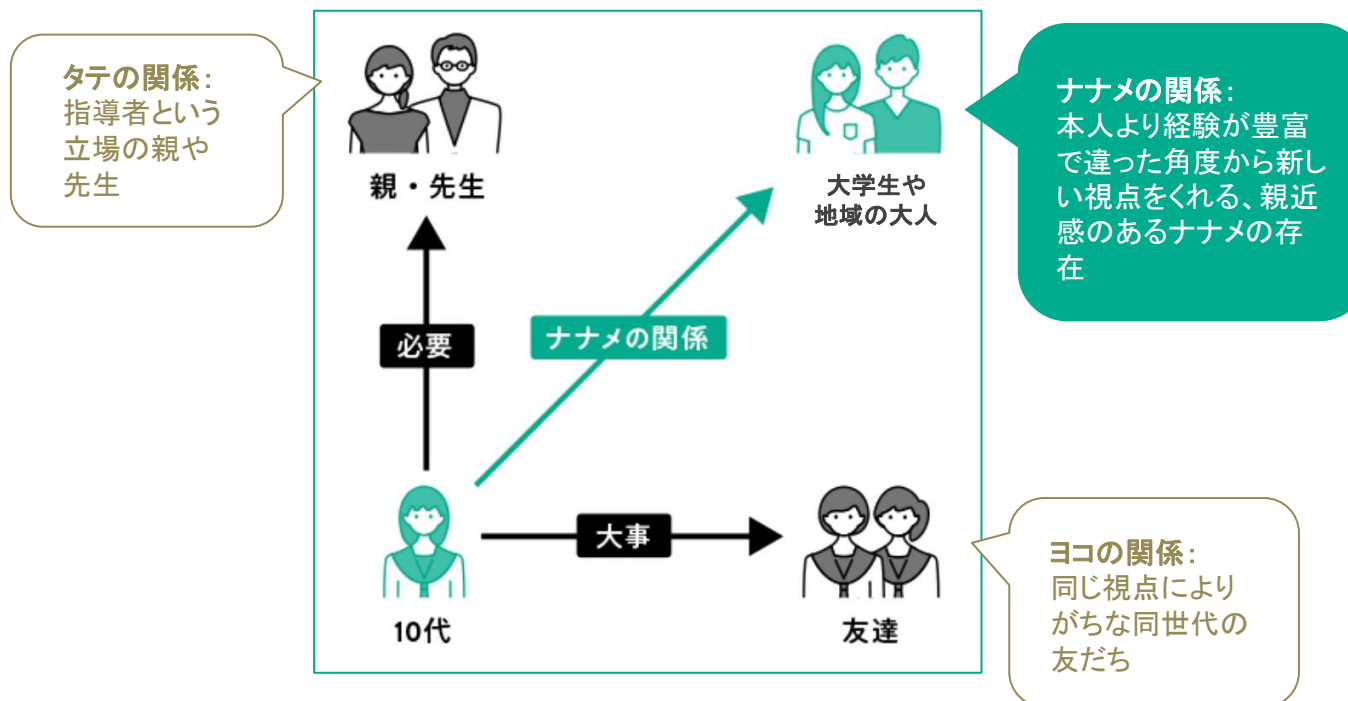 タテの関係：
指導者という
立場の親や
先生
親・先生
大学生や
地域の大人
ナナメの関係：
本人より経験が豊富
で違った角度から新し
い視点をくれる、親近
感のあるナナメの存
在
必要
ナナメの関係
大事
10代
友達
ヨコの関係：
同じ視点により
がちな同世代の
友だち